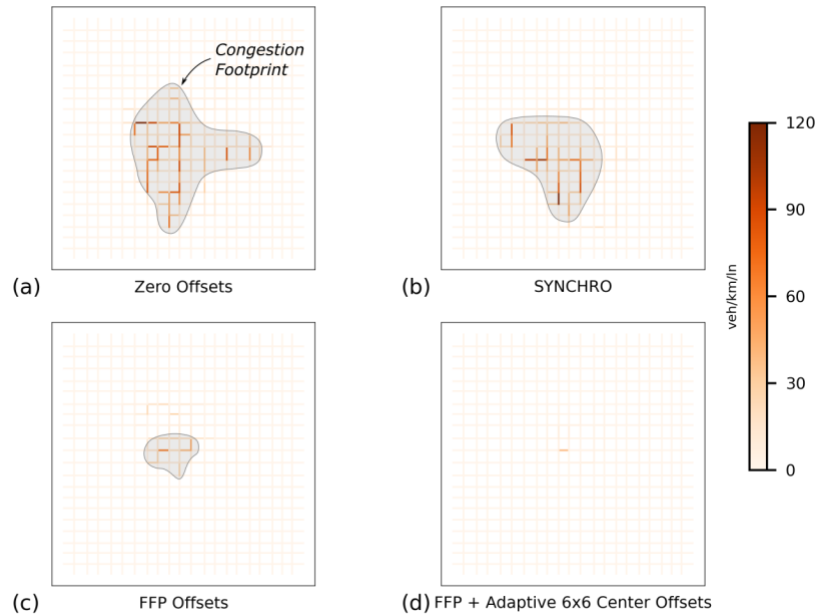 Congestion
Footprint
(a)
Zero Offsets
(b)
SYNCHRO
120
90
60
30
0
veh/km/ln
(c)
FFP Offsets
(d)
FFP + Adaptive 6x6 Center Offsets